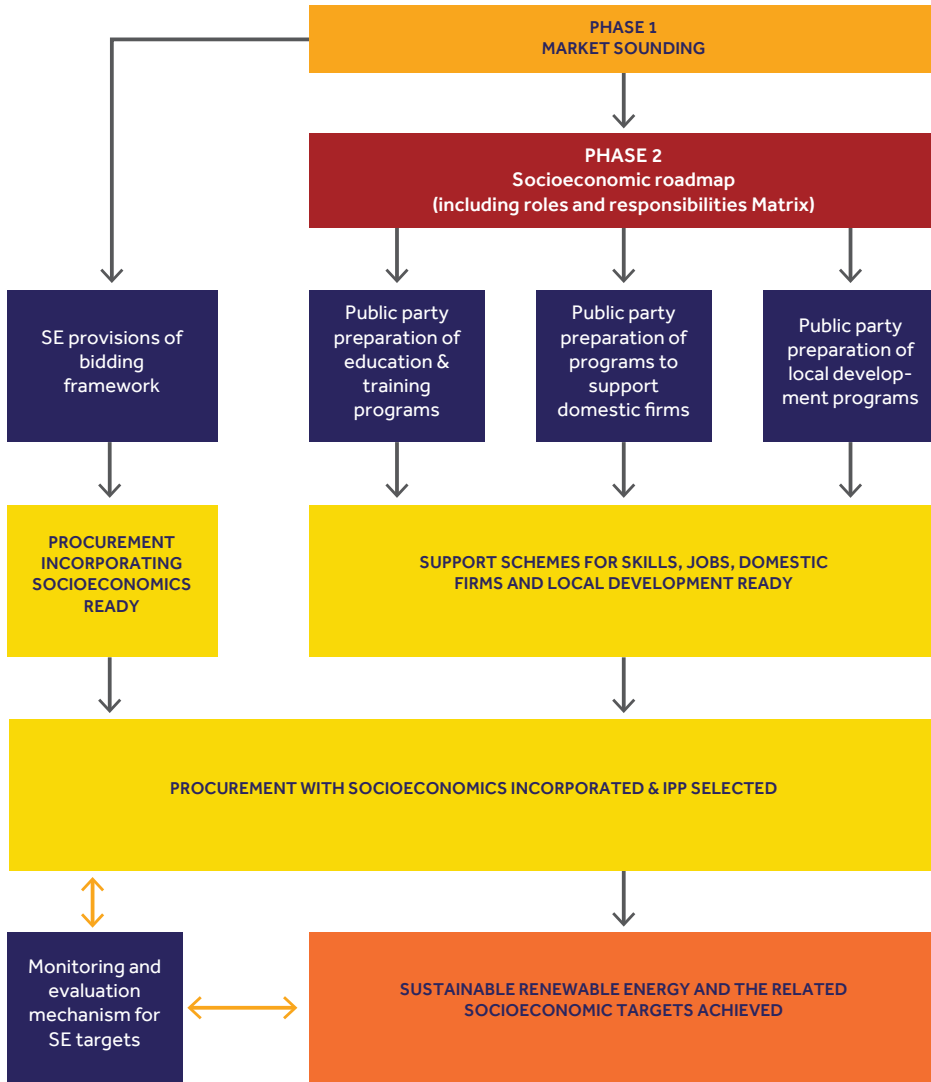 PHASE 1
MARKET SOUNDING
PHASE 2
Socioeconomic roadmap
(including roles and responsibilities Matrix)
SE provisions of
bidding
framework
Public party
preparation of
education &
training
programs
Public party
preparation of
programs to
support
domestic firms
Public party
preparation of
local develop-
ment programs
PROCUREMENT
INCORPORATING
SOCIOECONOMICS
READY
SUPPORT SCHEMES FOR SKILLS, JOBS, DOMESTIC
FIRMS AND LOCAL DEVELOPMENT READY
PROCUREMENT WITH SOCIOECONOMICS INCORPORATED & IPP SELECTED
Monitoring and
evaluation
mechanism for
SE targets
SUSTAINABLE RENEWABLE ENERGY AND THE RELATED
SOCIOECONOMIC TARGETS ACHIEVED